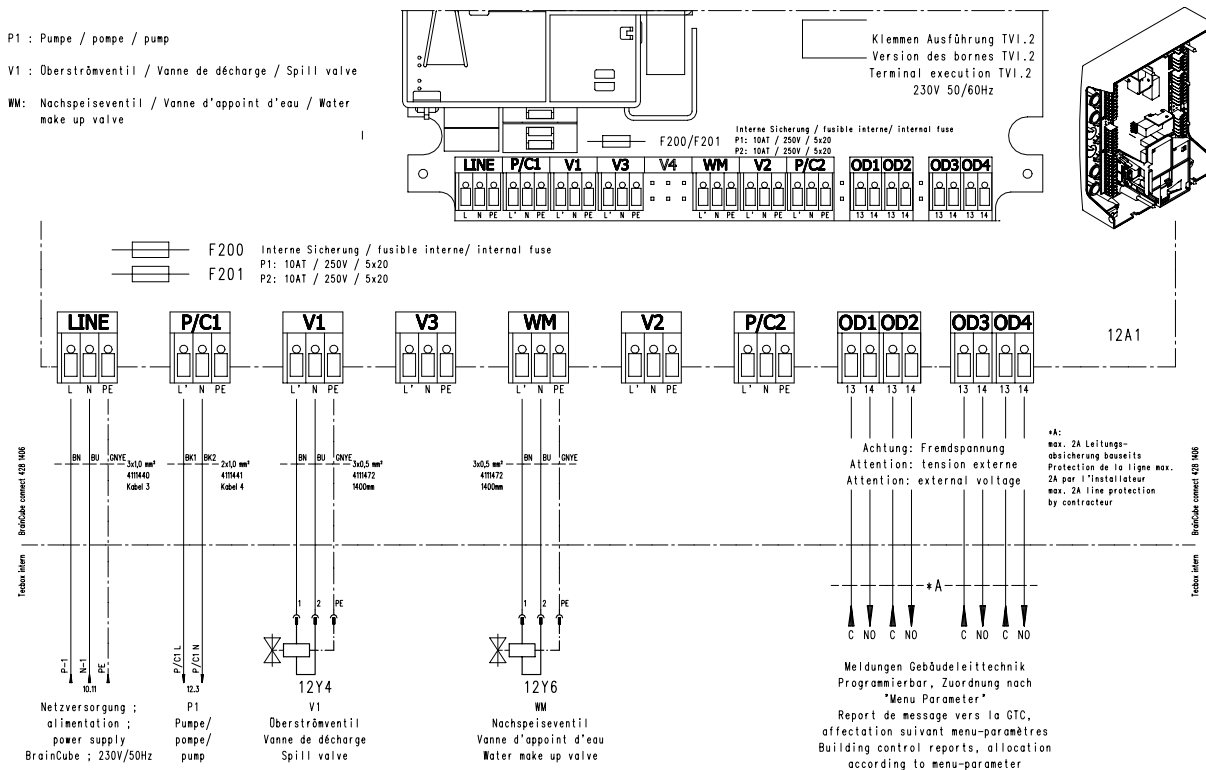 P1 : Pumpe / pompe / pump
V1 : Oberströmventil / Vanne de décharge / Spill valve
WM: Nachspeiseventil / Vanne d'appoint d'eau / Water
make up valve
Klemmen Ausführung TV1.2
Version des bornes TV1.2
Terminal execution TV1.2
230V 50/60Hz
F200/F201
Interne Sicherung / fusible interne/ internal fuse
P1: 10AT / 250V / 5x20
P2: 10AT / 250V / 5x20
LINE P/C1 V1 V3 V4 WM V2 P/C2 OD1 OD2 OD3 OD4
L N PE L' N PE L' N PE L' N PE L' N PE L' N PE L' N PE 13 14 13 14 13 14 13 14
F200
F201
Interne Sicherung / fusible interne/ internal fuse
P1: 10AT / 250V / 5x20
P2: 10AT / 250V / 5x20
LINE P/C1 V1 V3 WM V2 P/C2 OD1 OD2 OD3 OD4
12A1
L N PE L' N PE L' N PE L' N PE L' N PE L' N PE L' N PE 13 14 13 14 13 14 13 14
BN BU GNYE
3x1,0 mm²
4111440
Kabel 3
BK1 BK2
2x1,0 mm²
4111441
Kabel 4
BN BU GNYE
3x0,5 mm²
4111472
1400mm
3x0,5 mm²
4111472
1400mm
BN BU GNYE
Achtung: Fremdspannung
Attention: tension externe
Attention: external voltage
*A:
max. 2A Leitungs-
absicherung bauseits
Protection de la ligne max.
2A par l'installateur
max. 2A line protection
by contracteur
BrainCube connect 428 1406
Tecbox intern
BrainCube connect 428 1406
Tecbox intern
*A
1 2 PE
1 2 PE
C NO C NO C NO C NO
P-1 N-1 PE
10.11
P/C1 L P/C1 N
12.3
12Y4
12Y6
Netzversorgung ;
alimentation ;
power supply
BrainCube ; 230V/50Hz
P1
Pumpe/
pompe/
pump
V1
Oberströmventil
Vanne de décharge
Spill valve
WM
Nachspeiseventil
Vanne d'appoint d'eau
Water make up valve
Meldungen Gebäudeleittechnik
Programmierbar, Zuordnung nach
"Menu Parameter"
Report de message vers la GTC,
affectation suivant menu-paramètres
Building control reports, allocation
according to menu-parameter